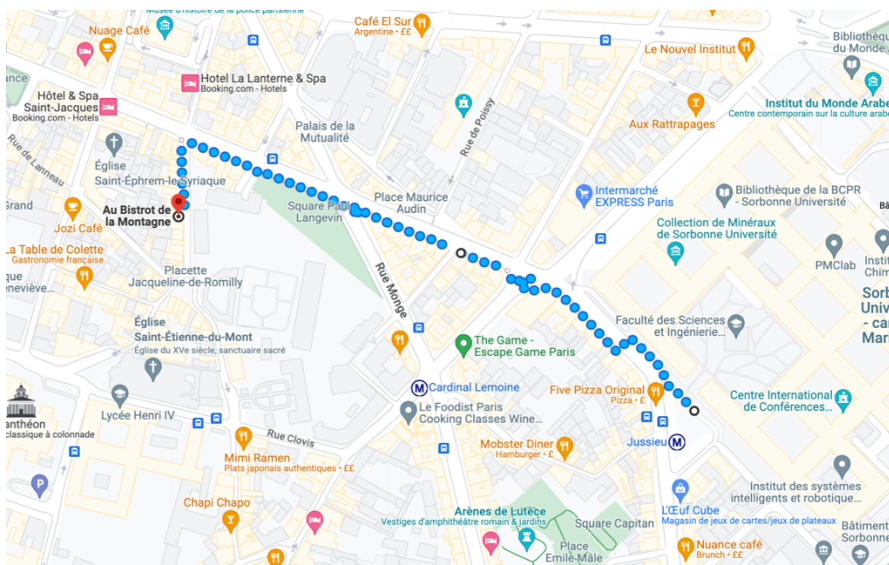 Musée d'histoire de la police parisienne
Nuage Café
Café El Sur
Argentine • ££
Le Nouvel Institut
Bibliothèque
du Mond
Hotel La Lanterne & Spa
Booking.com - Hotels
Hôtel & Spa
Saint-Jacques
Booking.com - Hotels
Institut du Monde Arabe
Centre contemporain sur la culture arabe
Palais de la
Mutualité
Rue de Poissy
Aux Rattrapages
Rue de Lanneau
Église
Saint-Éphrem-le-Syriaque
Place Maurice
Audin
Intermarché
EXPRESS Paris
Bibliothèque de la BCPR
- Sorbonne Université
Grand
Au Bistrot de
la Montagne
Square Paul
Langevin
Jozi Café
Collection de Minéraux
de Sorbonne Université
La Table de Colette
Gastronomie française
Rue Monge
PMClab
Placette
Jacqueline-de-Romilly
Église
Saint-Étienne-du-Mont
Église du XVe siècle, sanctuaire sacré
The Game -
Escape Game Paris
Faculté des Sciences
et Ingénierie...
Cardinal Lemoine
Five Pizza Original
Pizza • £
Centre International
de Conférences...
Lycée Henri IV
Le Foodist Paris
Cooking Classes Wine...
classique à colonnade
Rue Clovis
Mobster Diner
Hamburger • £
Jussieu
Mimi Ramen
Plats japonais authentiques • ££
Institut des systèmes
intelligents et robotique...
P
Chapi Chapo
Arènes de Lutèce
Vestiges d'amphithéâtre romain & jardins
Square Capitan
L'Œuf Cube
Magasin de jeux de cartes/jeux de plateaux
Bâtiment
Sorbonne
Place
Emile-Mâle
Nuance café
Brunch • ££